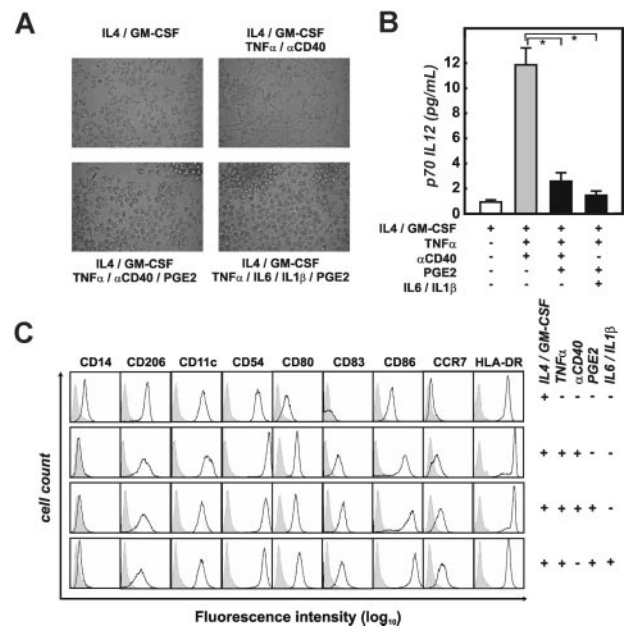 A
IL4 / GM-CSF
IL4 / GM-CSF
TNFα / αCD40
IL4 / GM-CSF
TNFα / αCD40 / PGE2
IL4 / GM-CSF
TNFα / IL6 / IL1β / PGE2
B
p70 IL12 (pg/mL)
12
10
8
6
4
2
0
* *
IL4 / GM-CSF + + + +
TNFα - + + +
αCD40 - + + -
PGE2 - - + +
IL6 / IL1β - - - +
C
CD14 CD206 CD11c CD54 CD80 CD83 CD86 CCR7 HLA-DR
IL4 / GM-CSF
TNFα
αCD40
PGE2
IL6 / IL1β
+ - - - -
+ + + - -
+ + + + -
+ + - + +
cell count
Fluorescence intensity (log10)